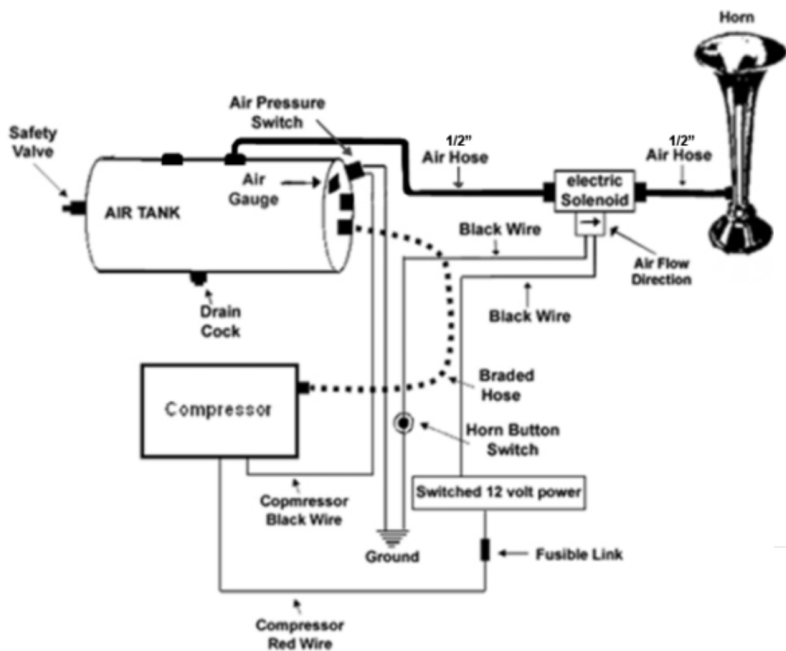 Horn
Air Pressure
Switch
1/2”
Air Hose
1/2”
Air Hose
Safety
Valve
Air
Gauge
electric
Solenoid
AIR TANK
Black Wire
Air Flow
Direction
Black Wire
Drain
Cock
Braded
Hose
Compressor
Horn Button
Switch
Switched 12 volt power
Copmressor
Black Wire
Ground
Fusible Link
Compressor
Red Wire